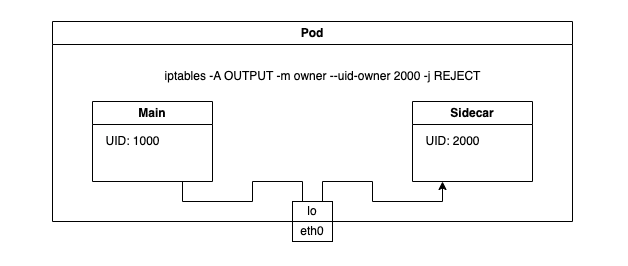 Pod
iptables -A OUTPUT -m owner --uid-owner 2000 -j REJECT
Main
UID: 1000
Sidecar
UID: 2000
lo
eth0